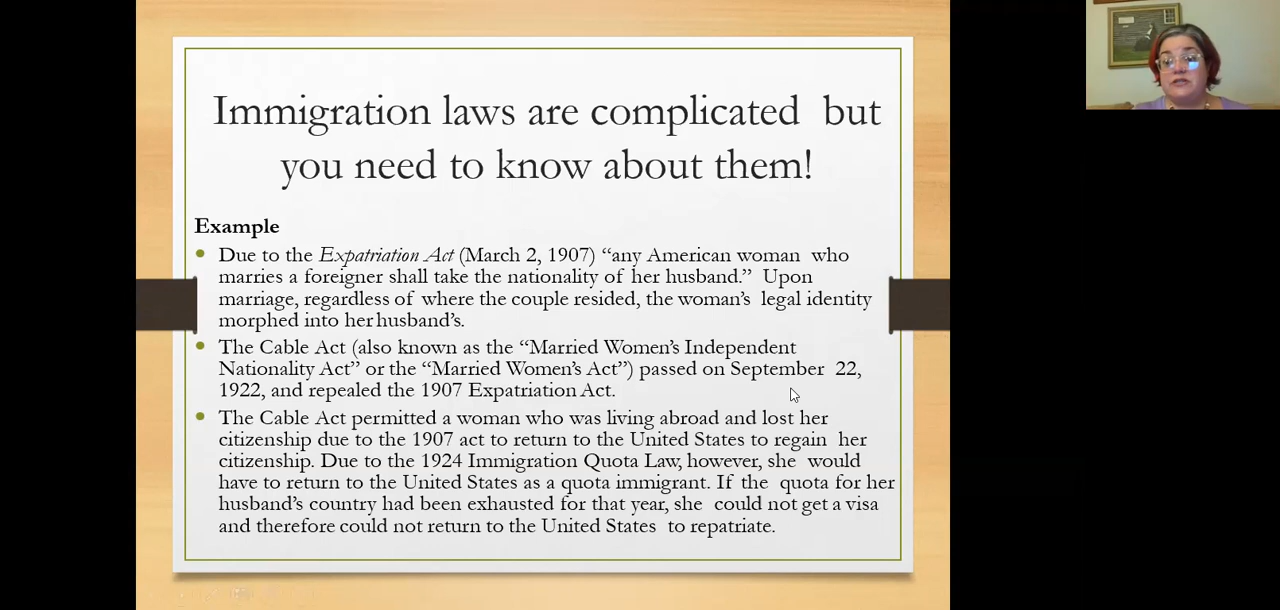 Immigration laws are complicated but
you need to know about them!
Example
• Due to the Expatriation Act (March 2, 1907) “any American woman who
marries a foreigner shall take the nationality of her husband.” Upon
marriage, regardless of where the couple resided, the woman’s legal identity
morphed into her husband’s.
• The Cable Act (also known as the “Married Women’s Independent
Nationality Act” or the “Married Women’s Act”) passed on September 22,
1922, and repealed the 1907 Expatriation Act.
• The Cable Act permitted a woman who was living abroad and lost her
citizenship due to the 1907 act to return to the United States to regain her
citizenship. Due to the 1924 Immigration Quota Law, however, she would
have to return to the United States as a quota immigrant. If the quota for her
husband’s country had been exhausted for that year, she could not get a visa
and therefore could not return to the United States to repatriate.